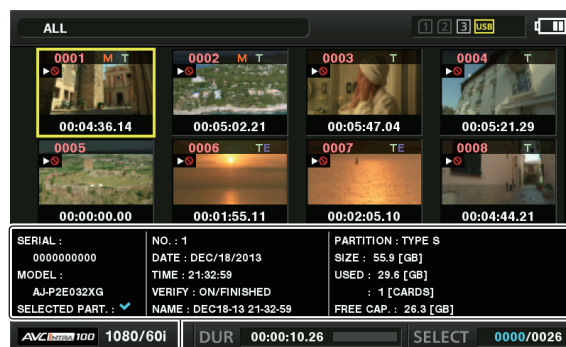 ALL
1 2 3 USB
0001 M T
0002 M T
0003 T
0004 T
00:04:36.14
00:05:02.21
00:05:47.04
00:05:21.29
0005
0006 TE
0007 TE
0008 T
00:00:00.00
00:01:55.11
00:02:05.10
00:04:44.21
SERIAL :
0000000000
MODEL :
AJ-P2E032XG
SELECTED PART. :
NO. : 1
DATE : DEC/18/2013
TIME : 21:32:59
VERIFY : ON/FINISHED
NAME : DEC18-13 21-32-59
PARTITION : TYPE S
SIZE : 55.9 [GB]
USED : 29.6 [GB]
: 1 [CARDS]
FREE CAP. : 26.3 [GB]
AVC INTRA 100 1080/60i
DUR 00:00:10.26
SELECT 0000/0026